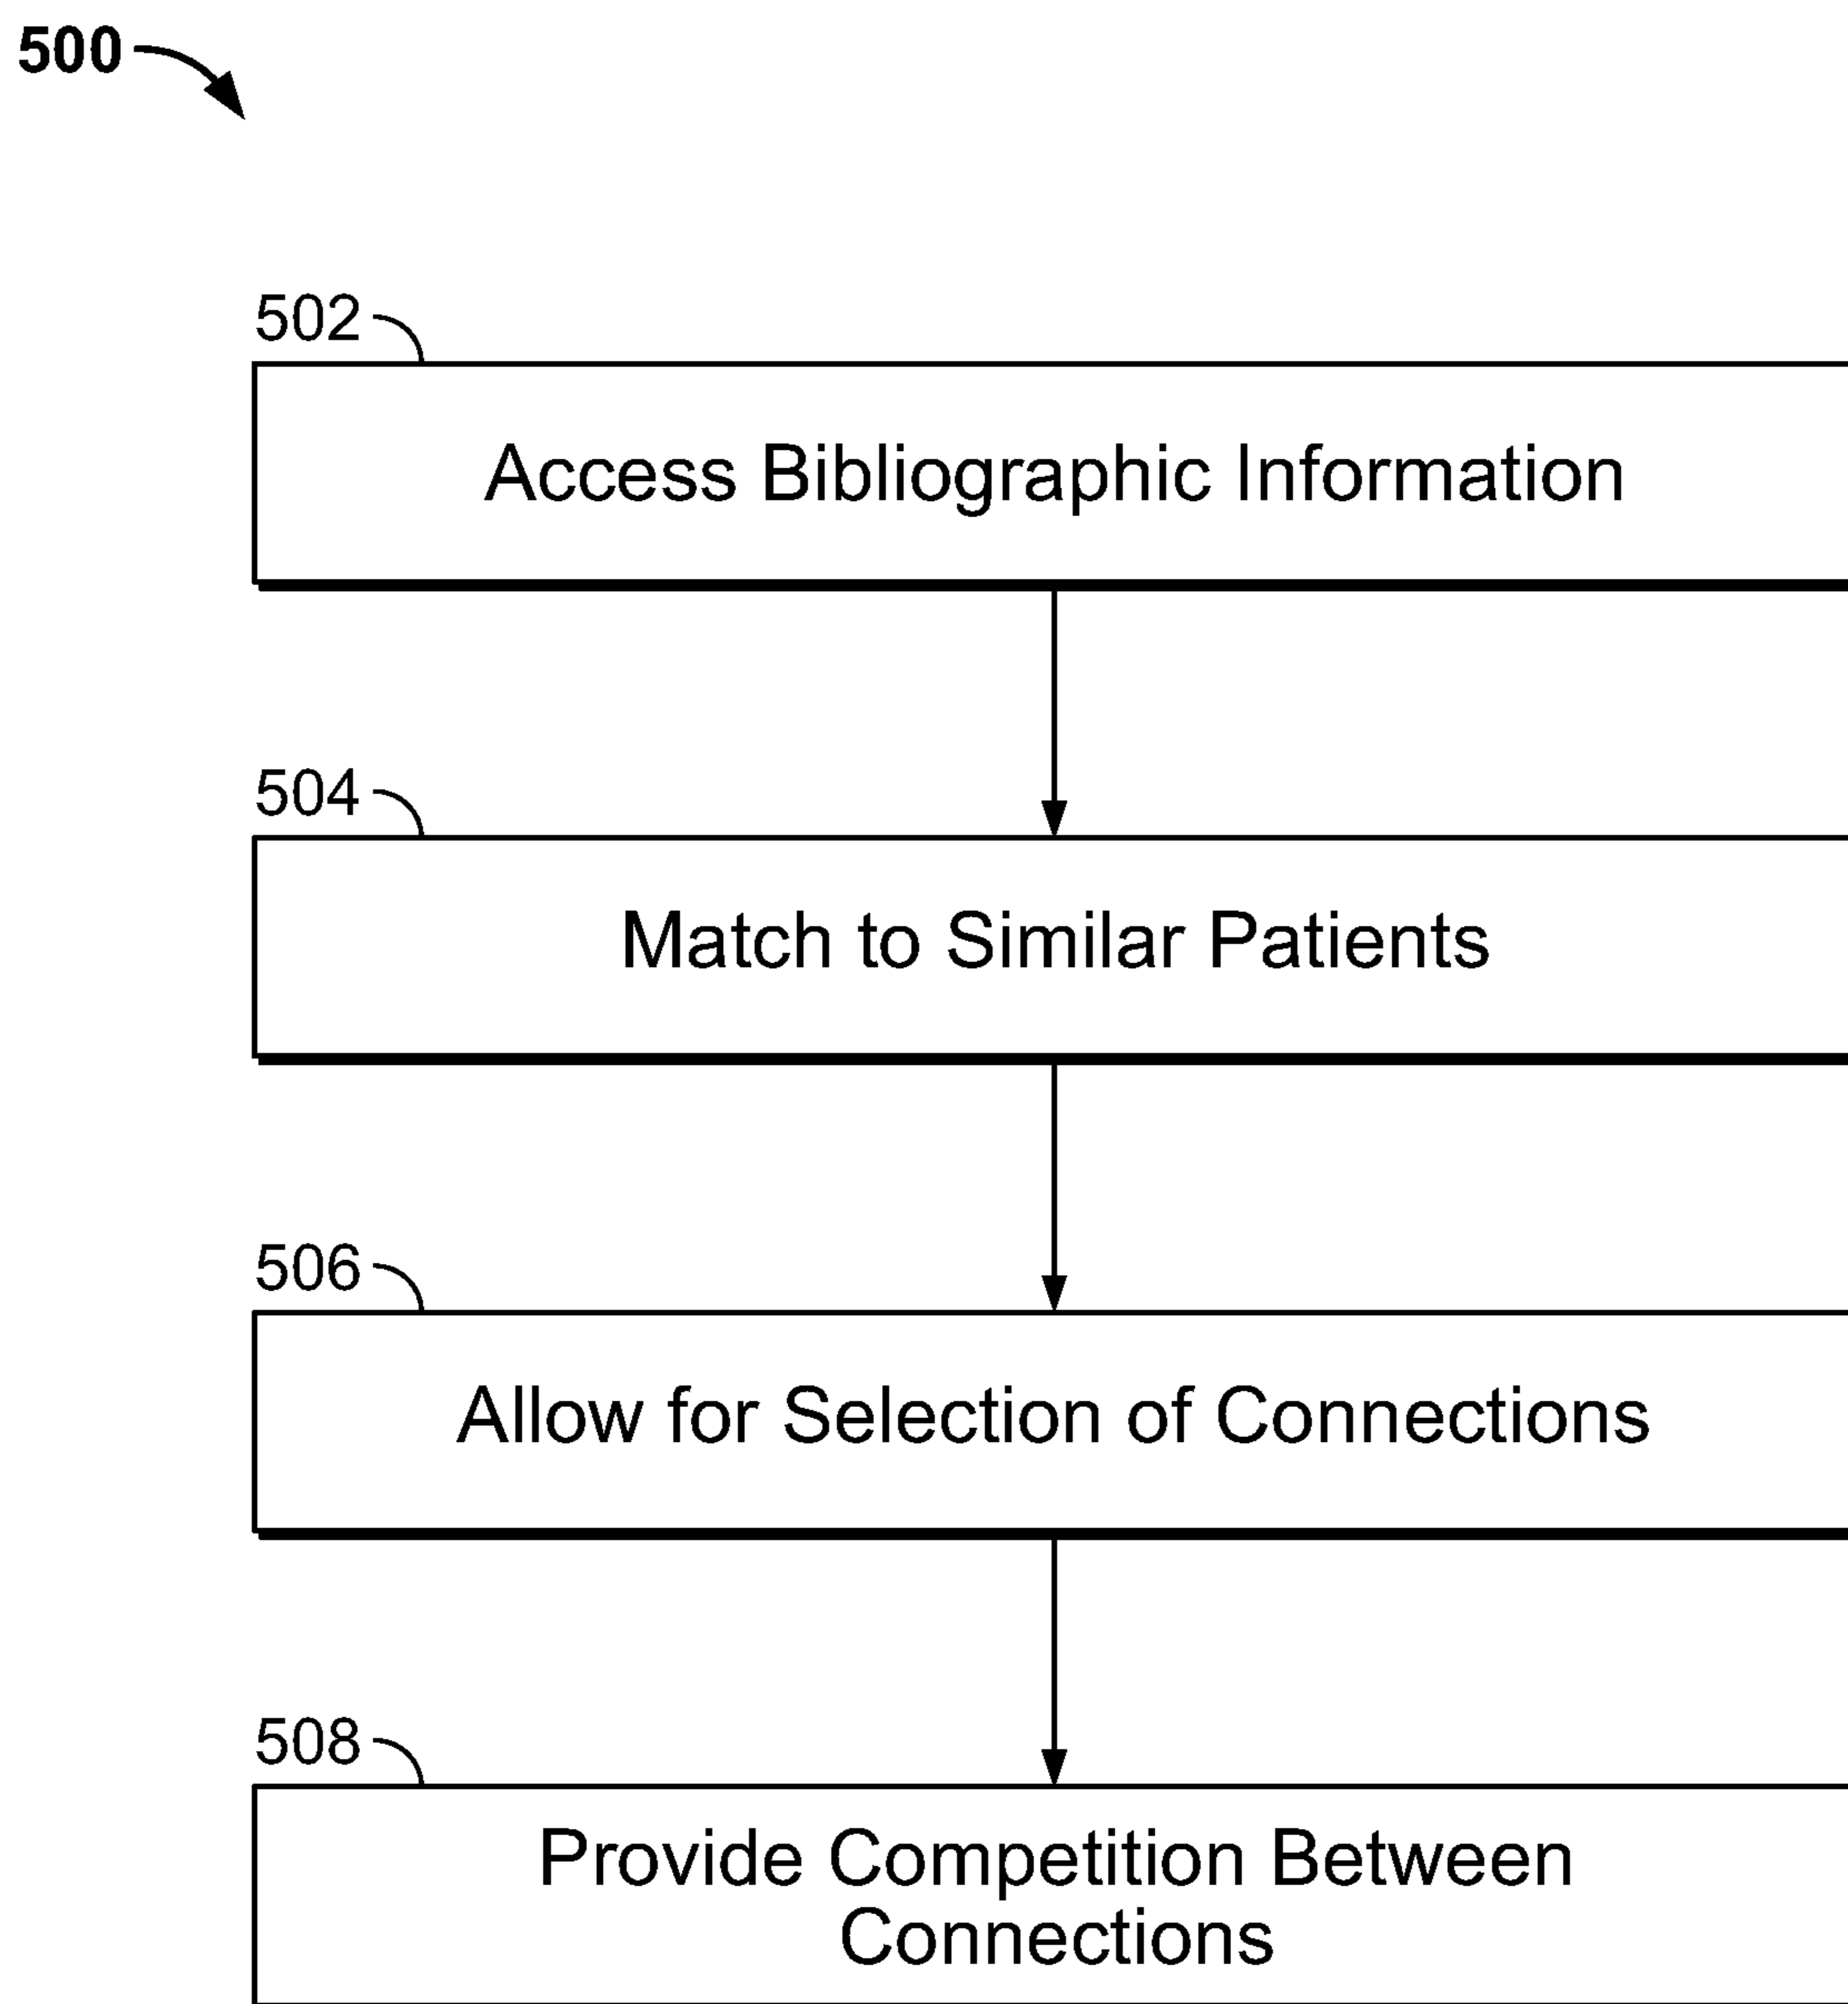 500
502
Access Bibliographic Information
504
Match to Similar Patients
506
Allow for Selection of Connections
508
Provide Competition Between
Connections